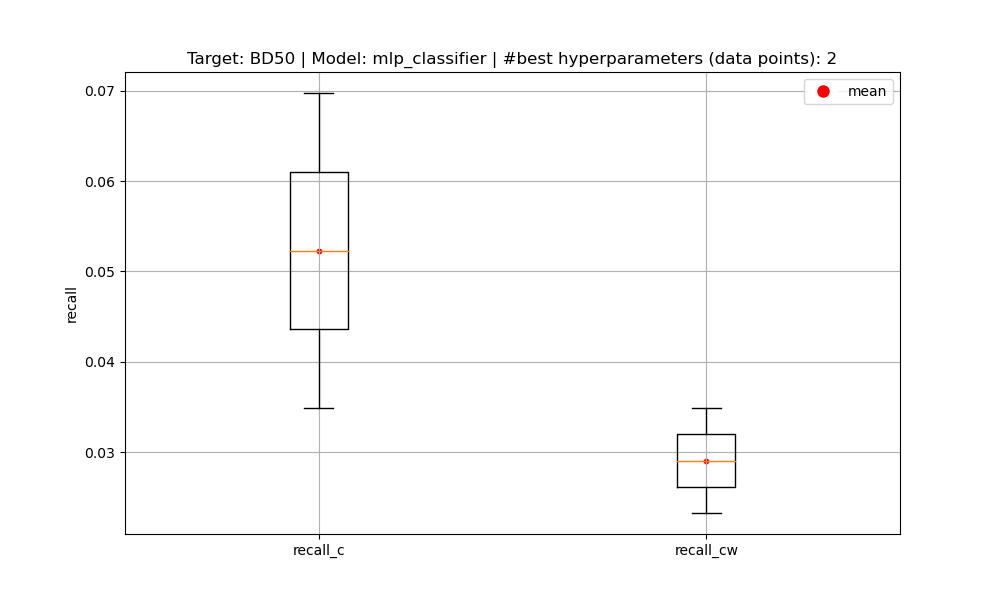 Target: BD50 | Model: mlp_classifier | #best hyperparameters (data points): 2
mean
0.07
0.06
0.05
0.04
0.03
recall
recall_c
recall_cw